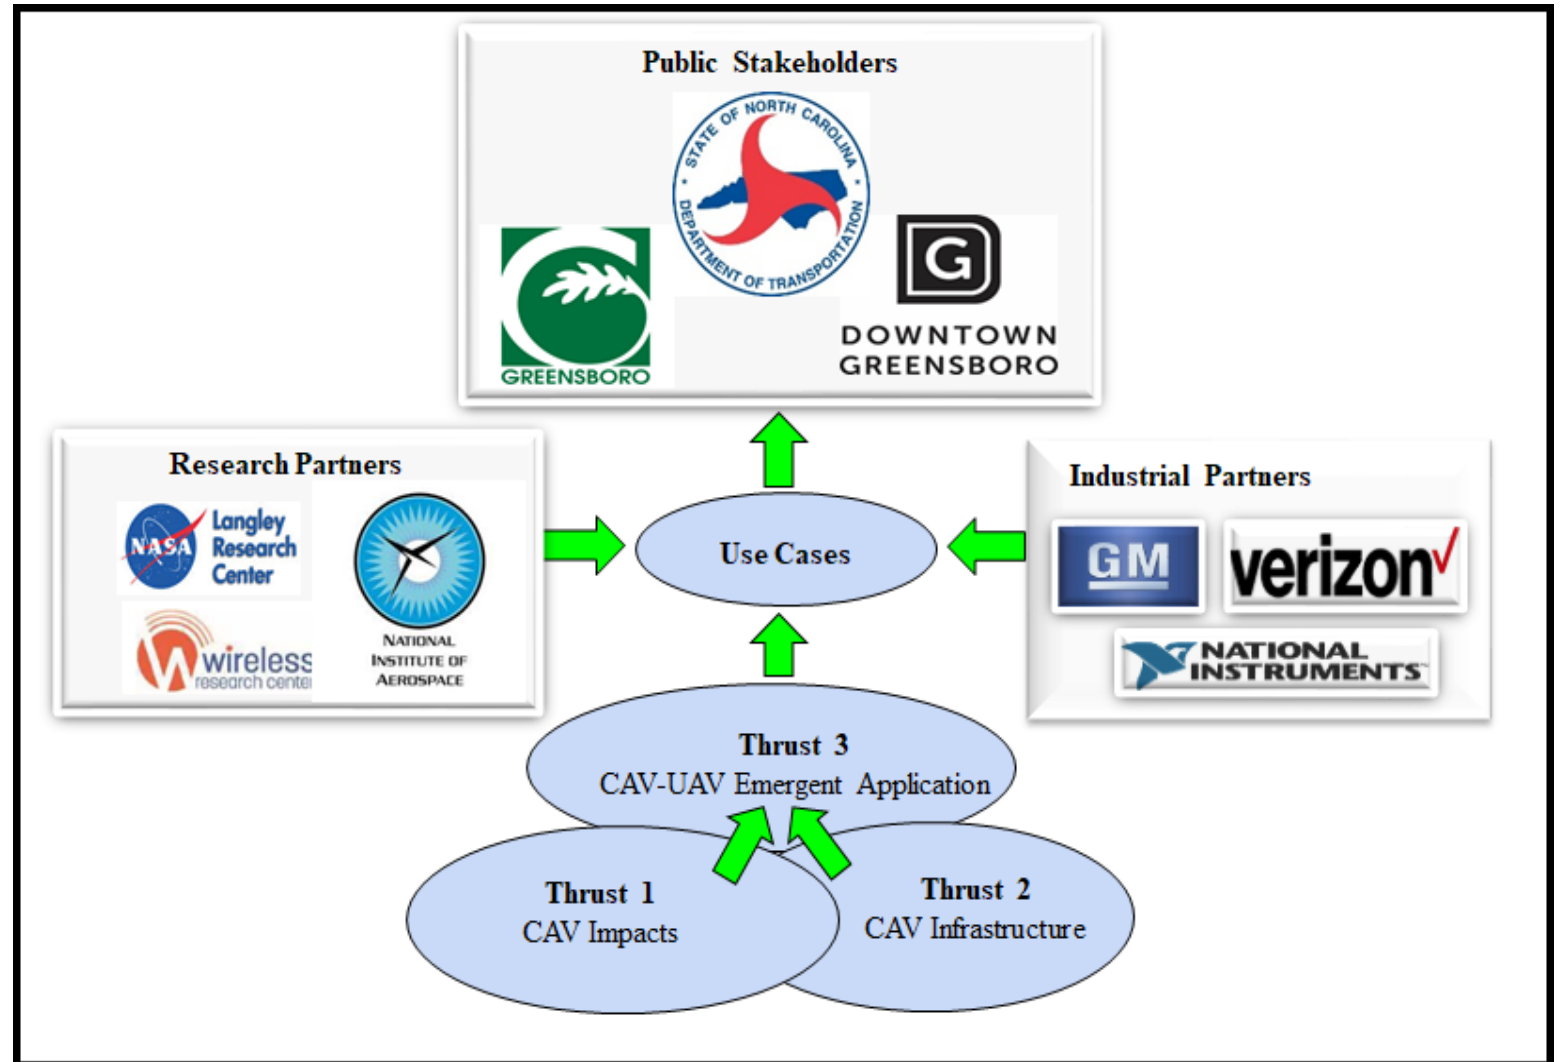 Public Stakeholders
STATE OF NORTH CAROLINA
DEPARTMENT OF TRANSPORTATION
GREENSBORO
G
DOWNTOWN
GREENSBORO
Research Partners
NASA
Langley
Research
Center
wireless
research center
NATIONAL
INSTITUTE OF
AEROSPACE
Use Cases
Industrial Partners
GM
verizon
NATIONAL
INSTRUMENTS
Thrust 3
CAV-UAV Emergent Application
Thrust 1
CAV Impacts
Thrust 2
CAV Infrastructure